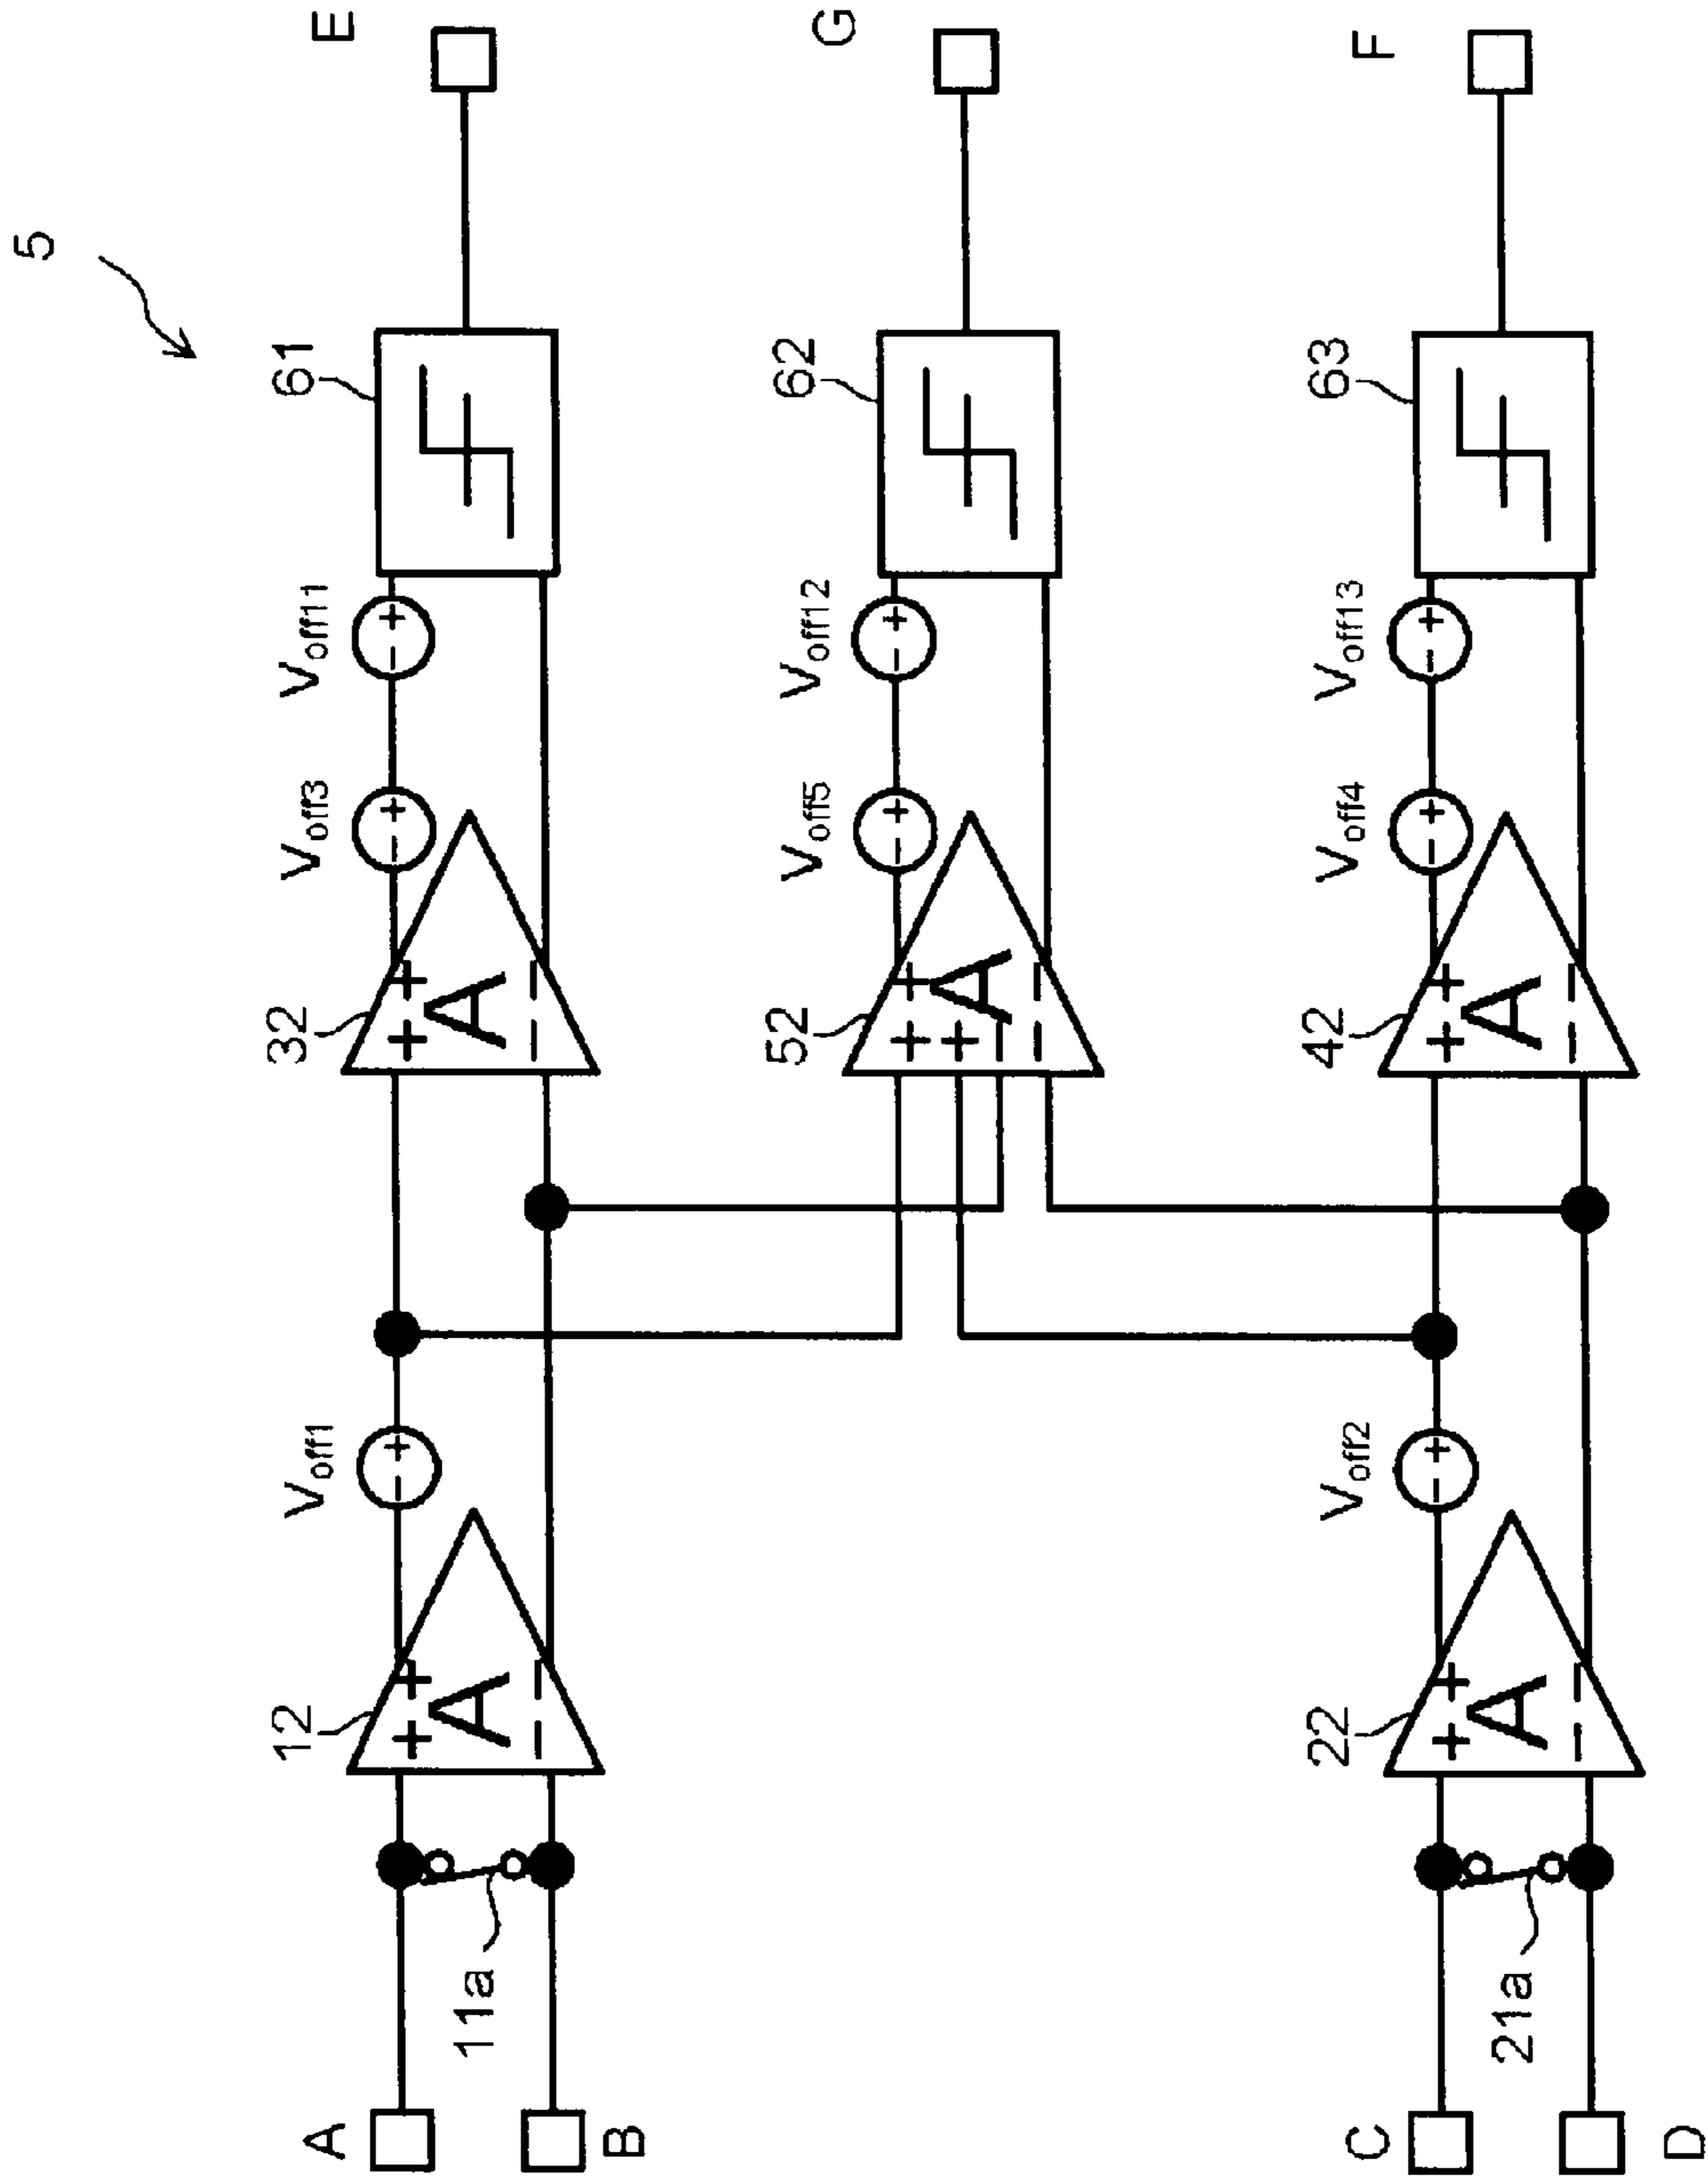 5
E
G
F
61
62
63
Voff11
Voff12
Voff13
Voff3
Voff5
Voff4
32
52
42
+ + A − −
+ + + A − − −
+ + A − −
Voff1
Voff2
12
22
+ + A − −
+ + A − −
11a
21a
A
B
C
D